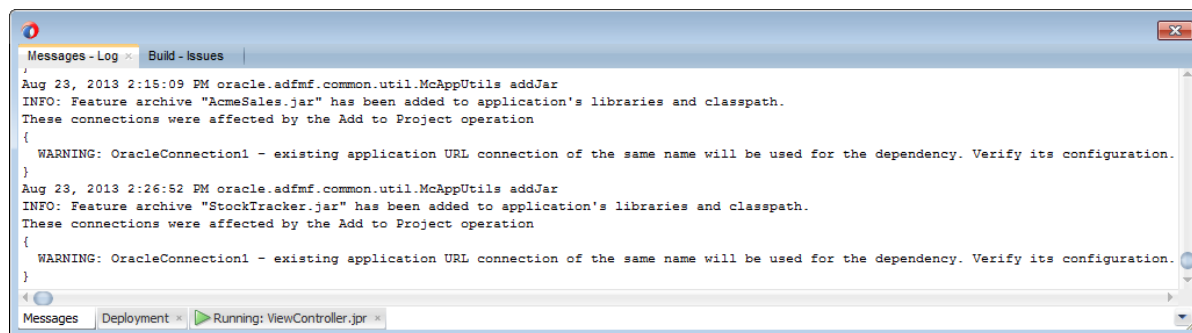 Messages - Log
Build - Issues
}
Aug 23, 2013 2:15:09 PM oracle.adfmf.common.util.McAppUtils addJar
INFO: Feature archive "AcmeSales.jar" has been added to application's libraries and classpath.
These connections were affected by the Add to Project operation
{
  WARNING: OracleConnection1 - existing application URL connection of the same name will be used for the dependency. Verify its configuration.
}
Aug 23, 2013 2:26:52 PM oracle.adfmf.common.util.McAppUtils addJar
INFO: Feature archive "StockTracker.jar" has been added to application's libraries and classpath.
These connections were affected by the Add to Project operation
{
  WARNING: OracleConnection1 - existing application URL connection of the same name will be used for the dependency. Verify its configuration.
}
Messages
Deployment
Running: ViewController.jpr